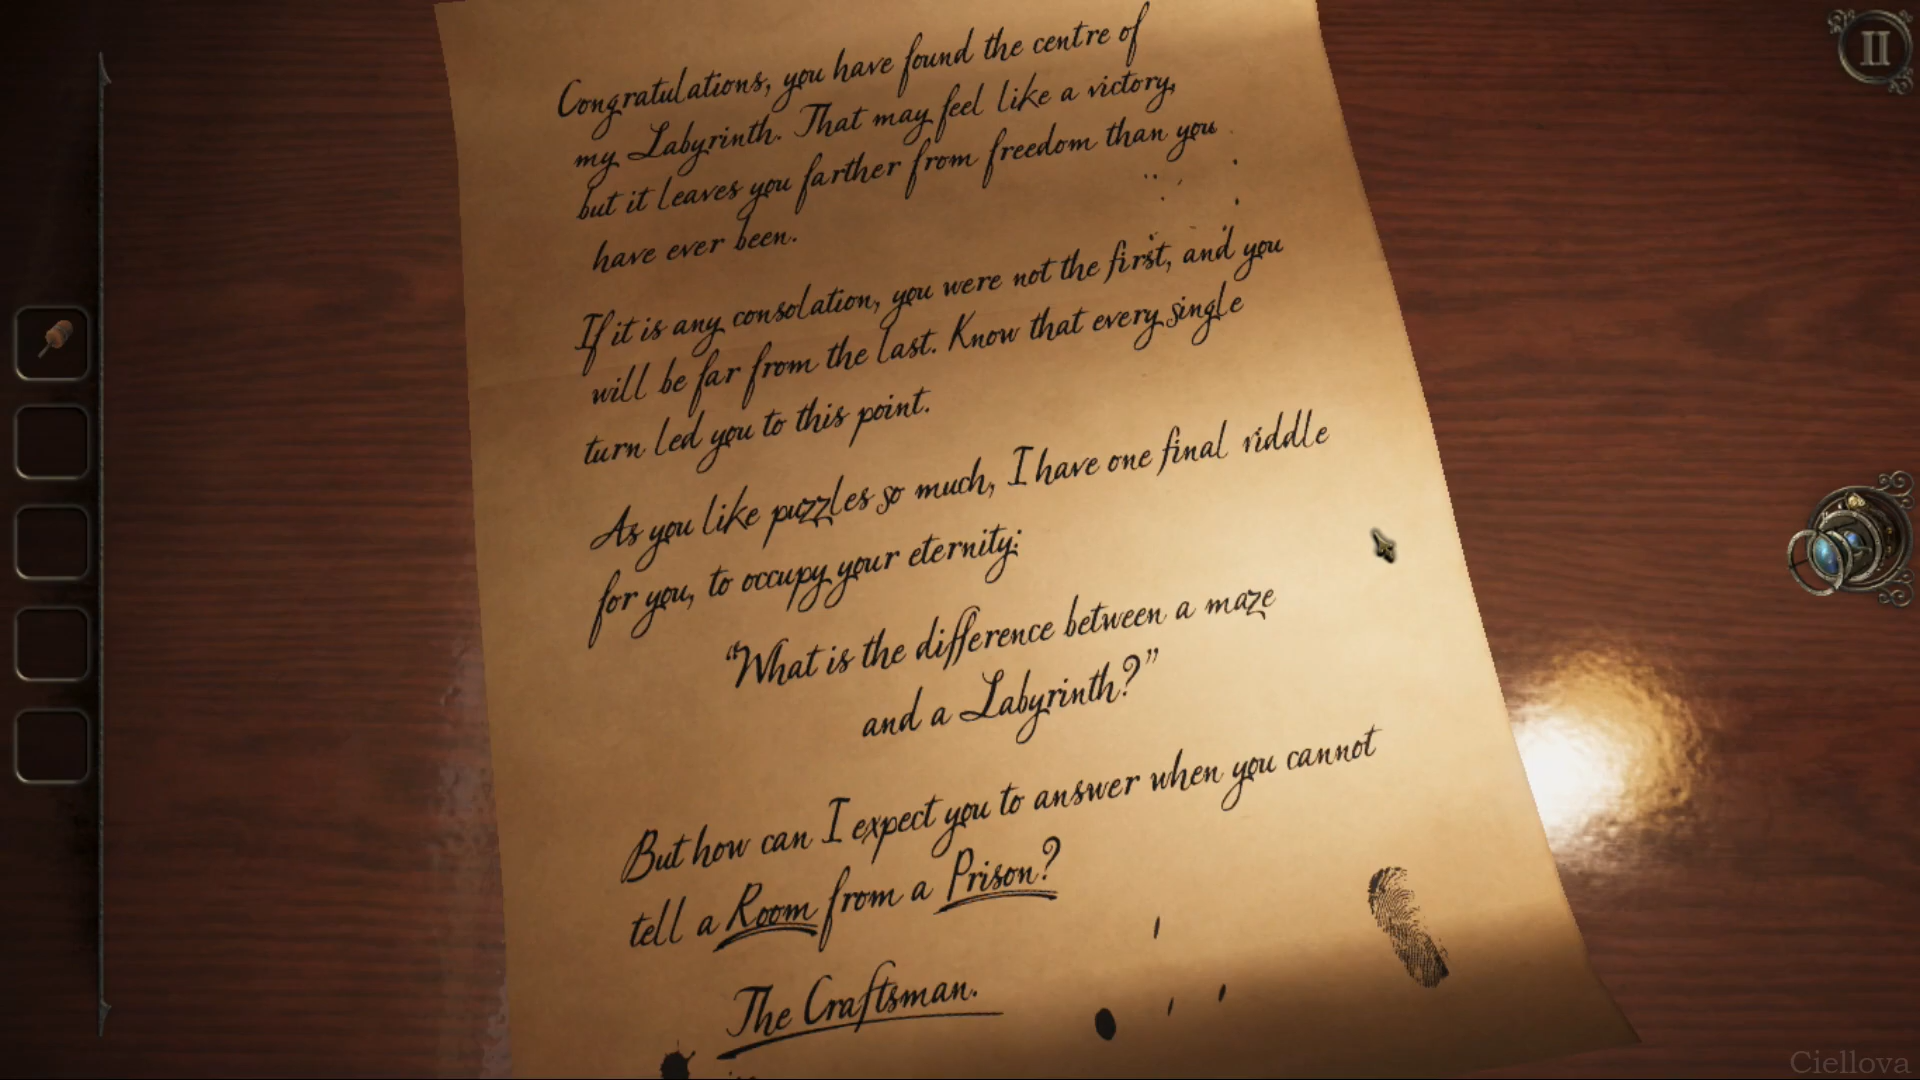 Congratulations, you have found the centre of
my Labyrinth. That may feel like a victory,
but it leaves you farther from freedom than you
have ever been.
If it is any consolation, you were not the first, and you
will be far from the last. Know that every single
turn led you to this point.
As you like puzzles so much, I have one final riddle
for you, to occupy your eternity:
“What is the difference between a maze
and a Labyrinth?”
But how can I expect you to answer when you cannot
tell a Room from a Prison?
The Craftsman.
II
Ciellova